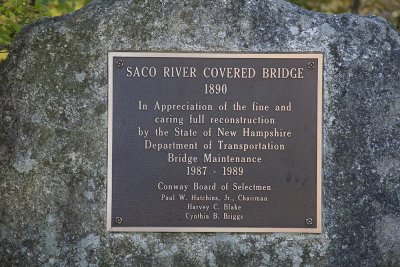 SACO RIVER COVERED BRIDGE
1890
In Appreciation of the fine and
caring full reconstruction
by the State of New Hampshire
Department of Transportation
Bridge Maintenance
1987 - 1989
Conway Board of Selectmen
Paul W. Hutchins, Jr., Chairman
Harvey C. Blake
Cynthia B. Briggs